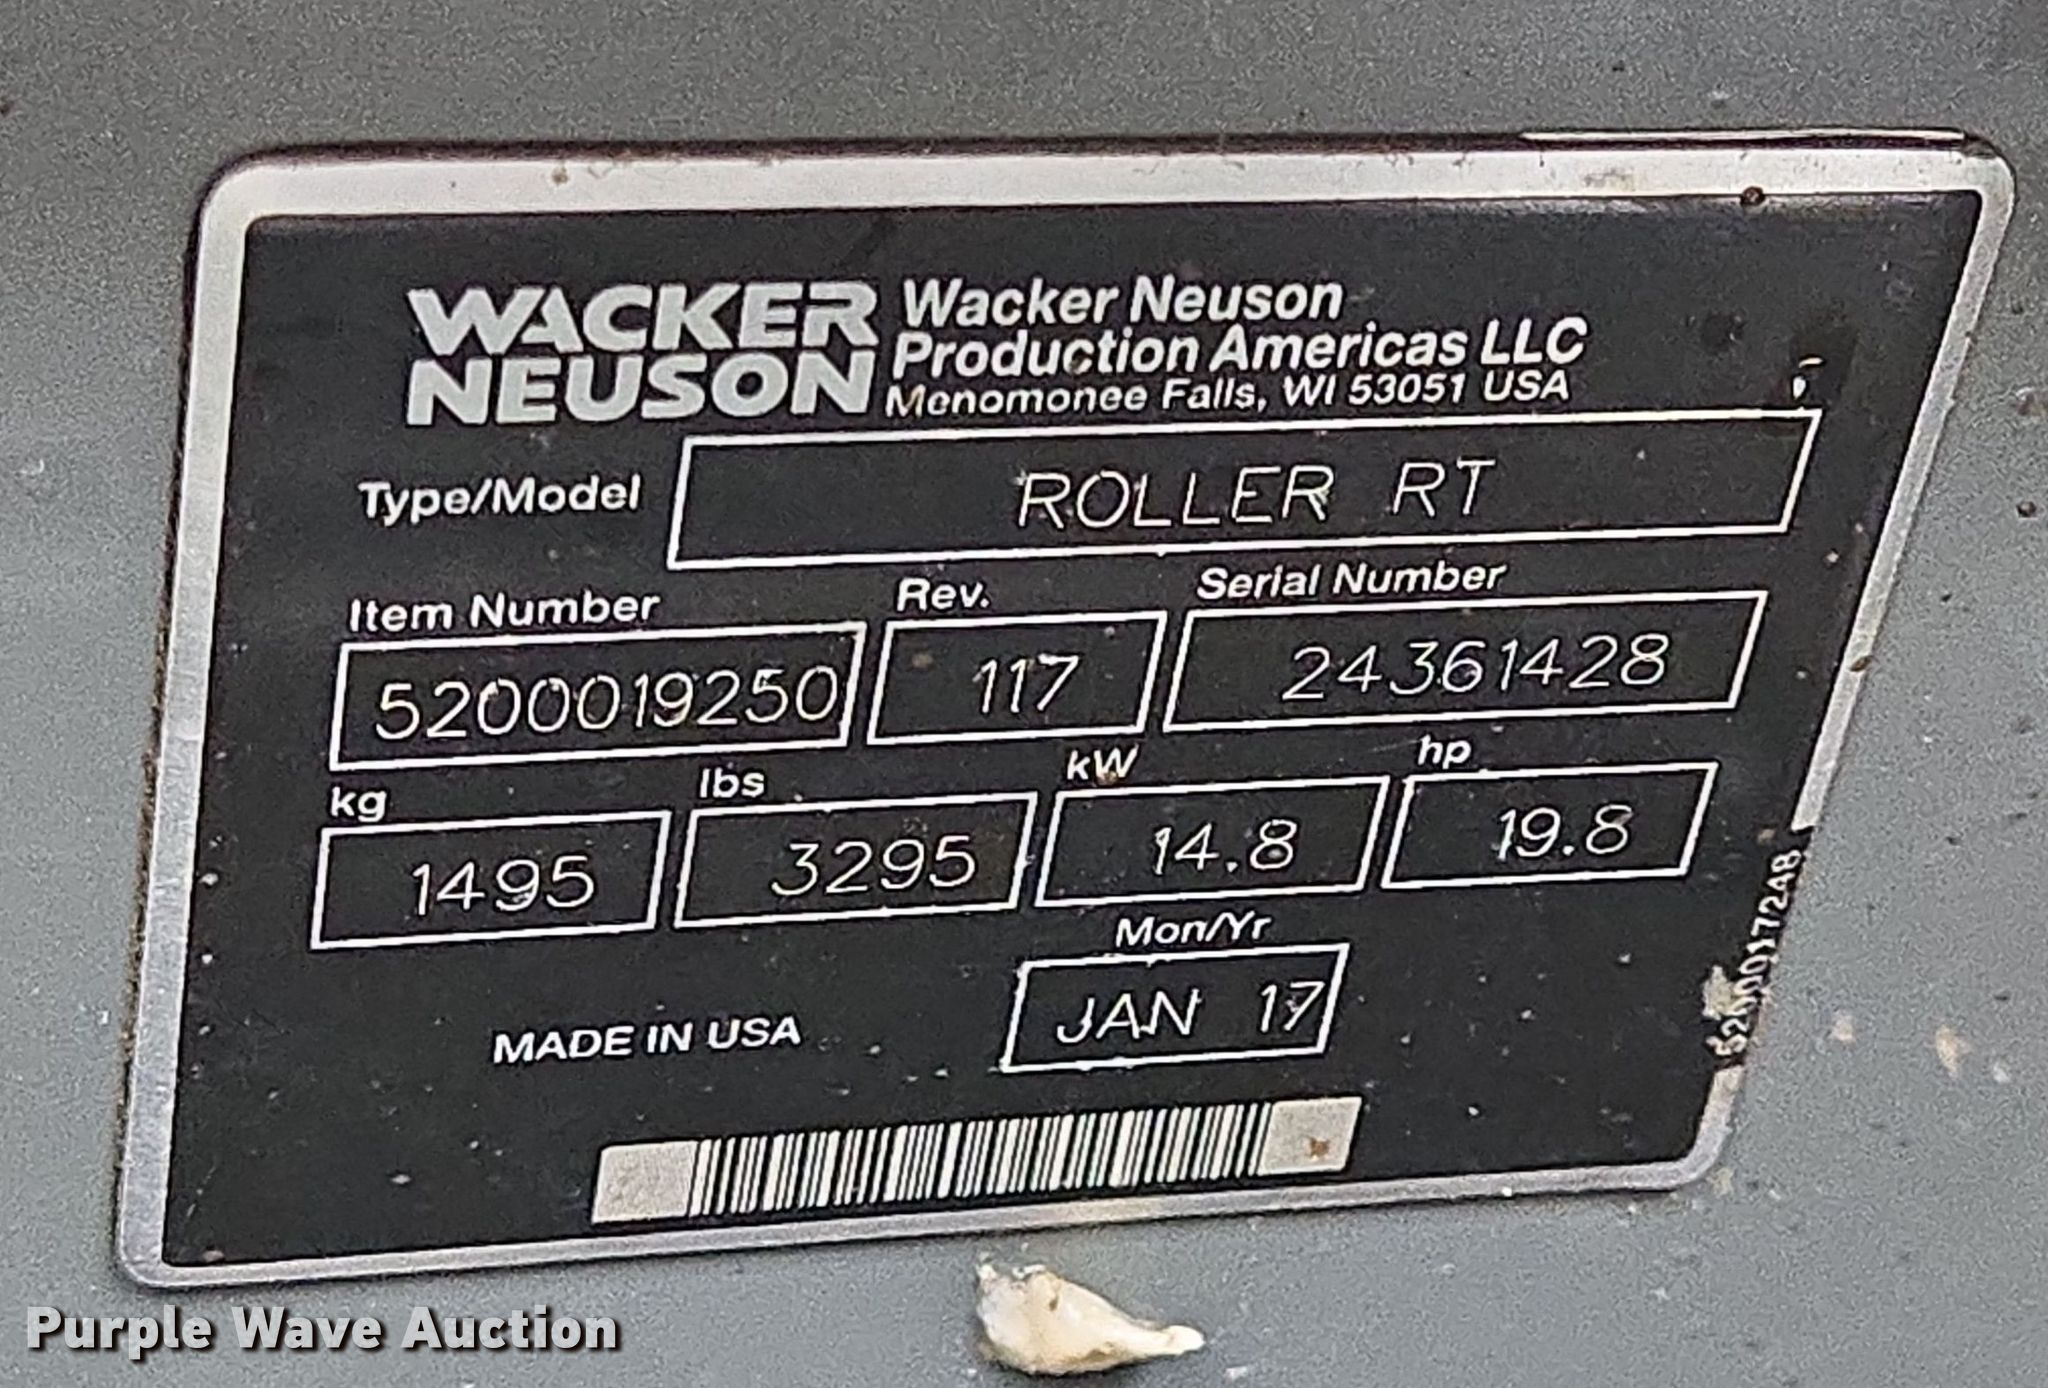 WACKER
NEUSON
Wacker Neuson
Production Americas LLC
Menomonee Falls, WI 53051 USA
Type/Model ROLLER RT
Item Number Rev. Serial Number
5200019250 117 24361428
kg lbs kW hp
1495 3295 14.8 19.8
Mon/Yr
MADE IN USA JAN 17
5200017248
Purple Wave Auction